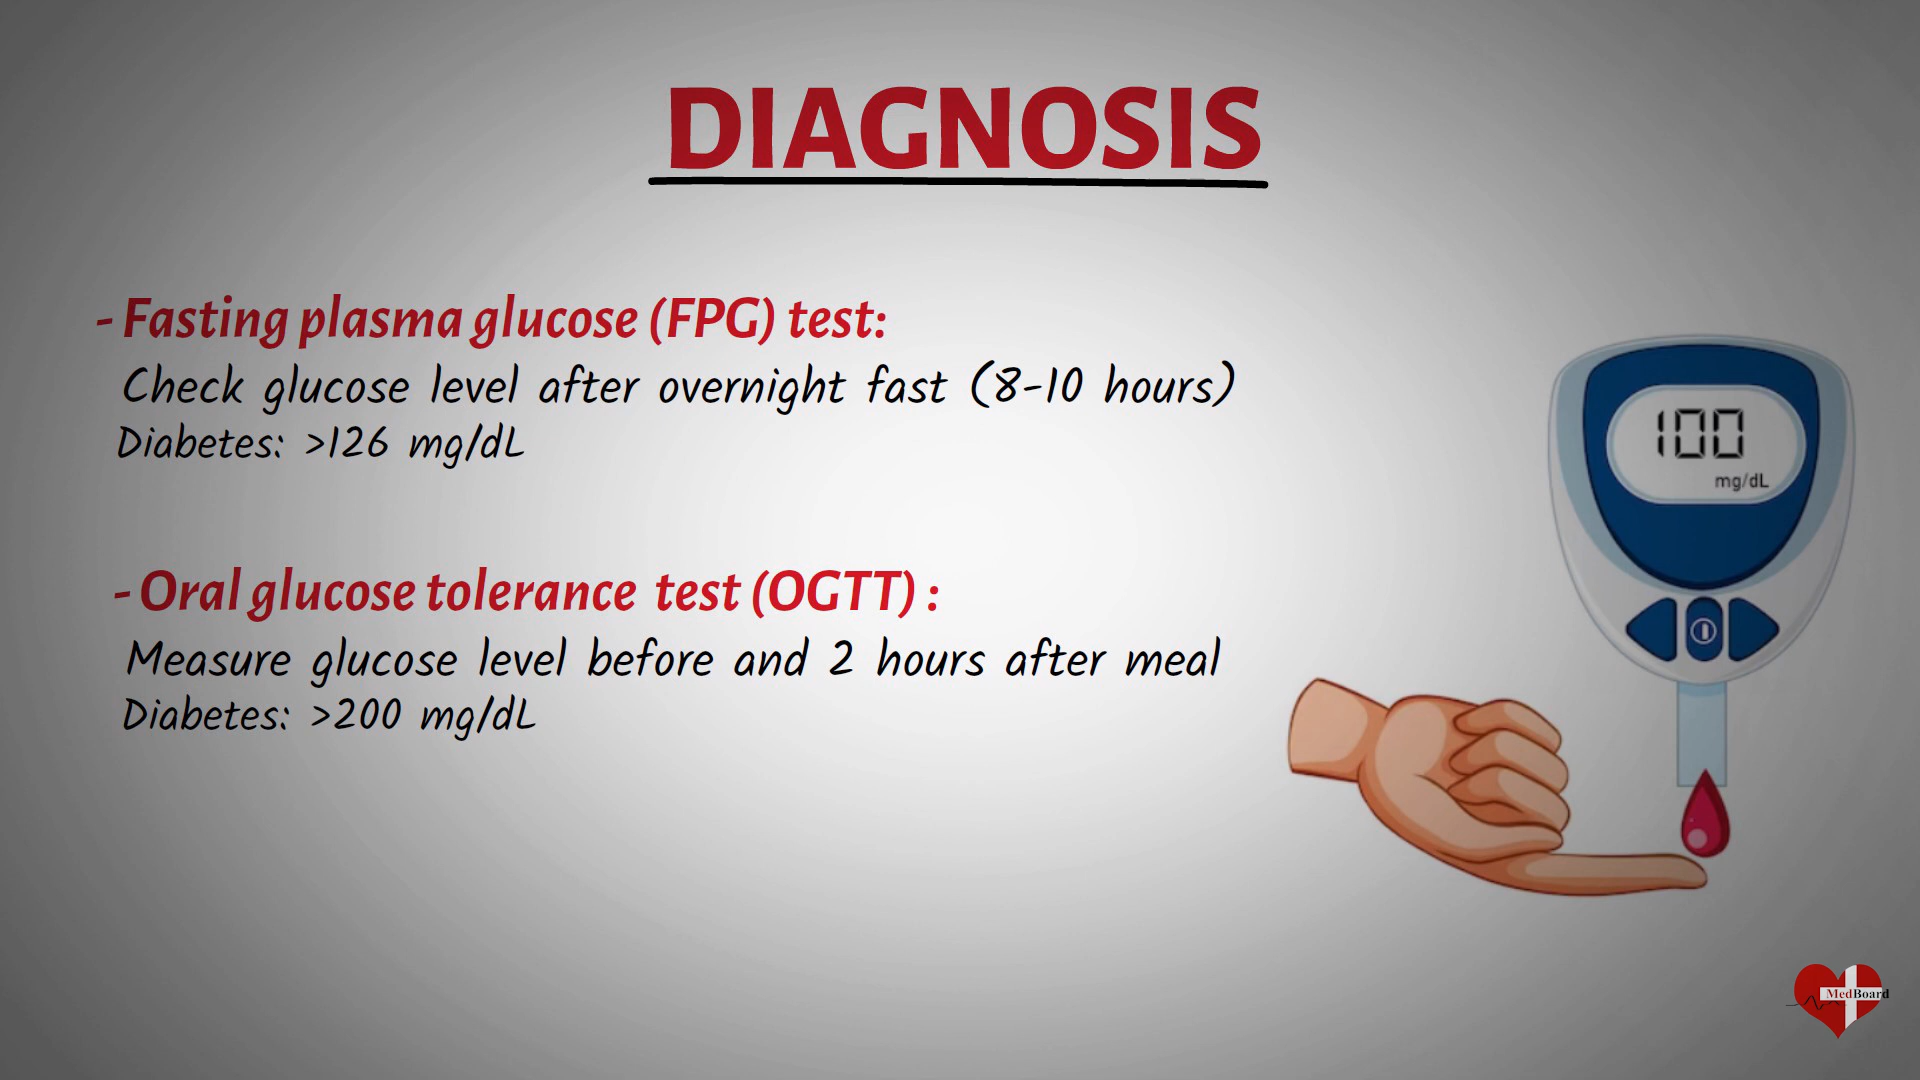 DIAGNOSIS
- Fasting plasma glucose (FPG) test:
Check glucose level after overnight fast (8-10 hours)
Diabetes: >126 mg/dL
100
mg/dL
- Oral glucose tolerance test (OGTT) :
Measure glucose level before and 2 hours after meal
Diabetes: >200 mg/dL
MedBoard